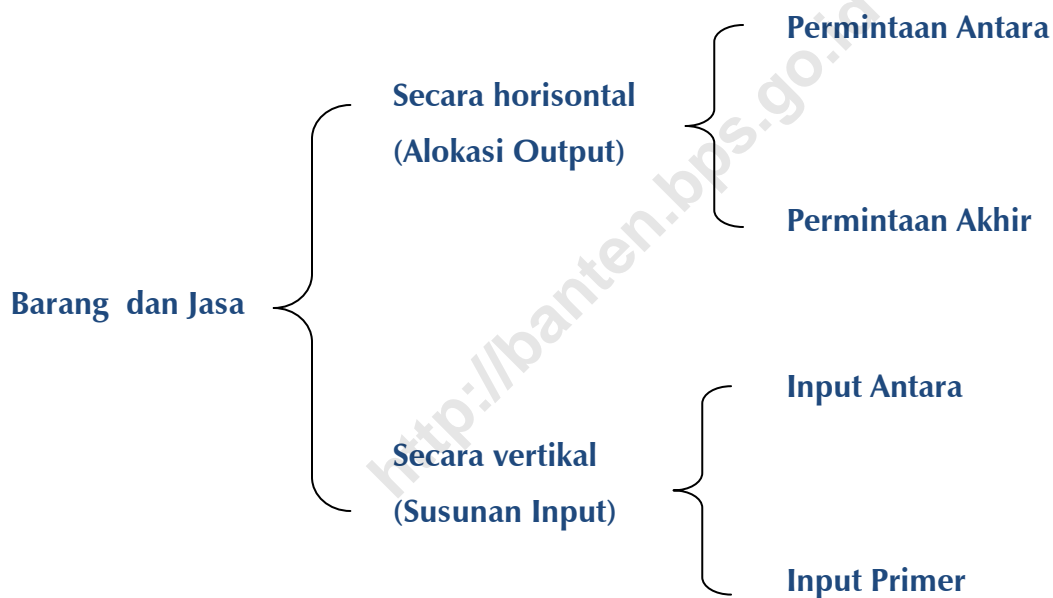 Permintaan Antara
Secara horisontal
(Alokasi Output)
Permintaan Akhir
Barang dan Jasa
Input Antara
Secara vertikal
(Susunan Input)
Input Primer
http://banten.bps.go.id